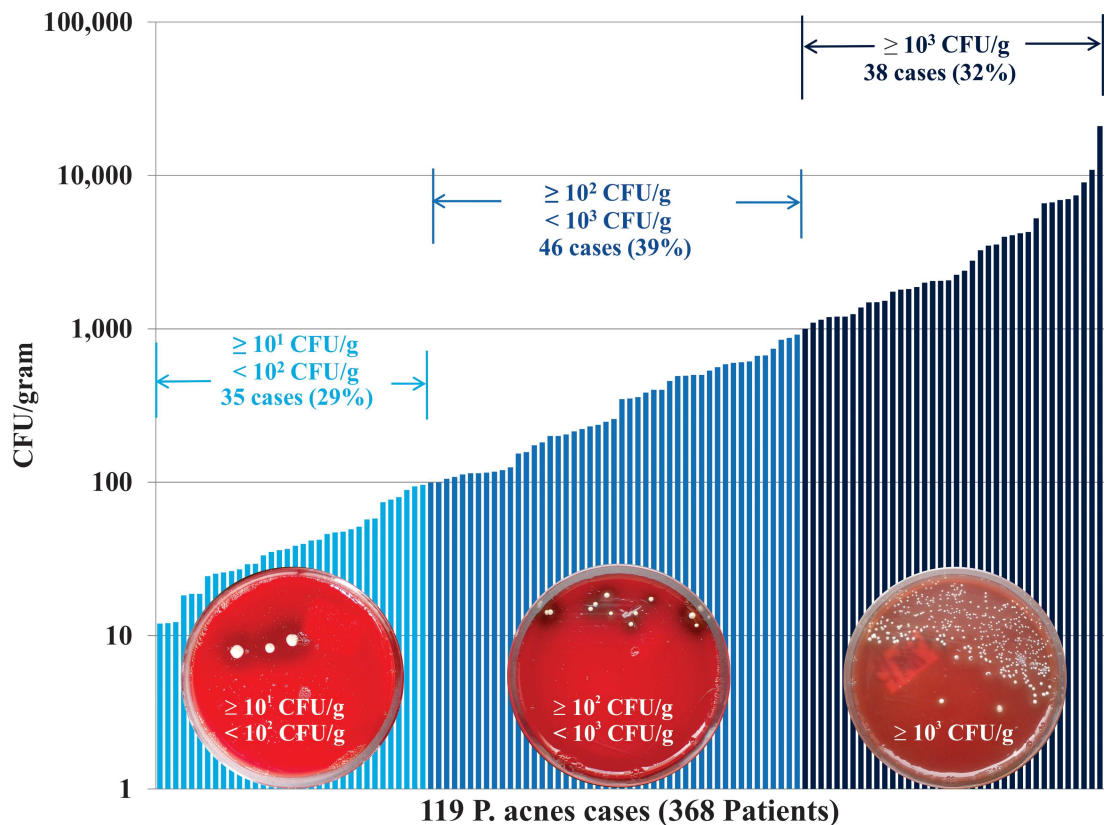 100,000
10,000
1,000
100
10
1
CFU/gram
≥ 10³ CFU/g
38 cases (32%)
≥ 10² CFU/g
< 10³ CFU/g
46 cases (39%)
≥ 10¹ CFU/g
< 10² CFU/g
35 cases (29%)
≥ 10¹ CFU/g
< 10² CFU/g
≥ 10² CFU/g
< 10³ CFU/g
≥ 10³ CFU/g
119 P. acnes cases (368 Patients)